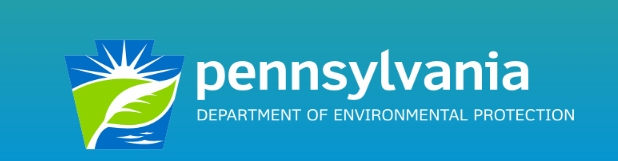 pennsylvania
DEPARTMENT OF ENVIRONMENTAL PROTECTION